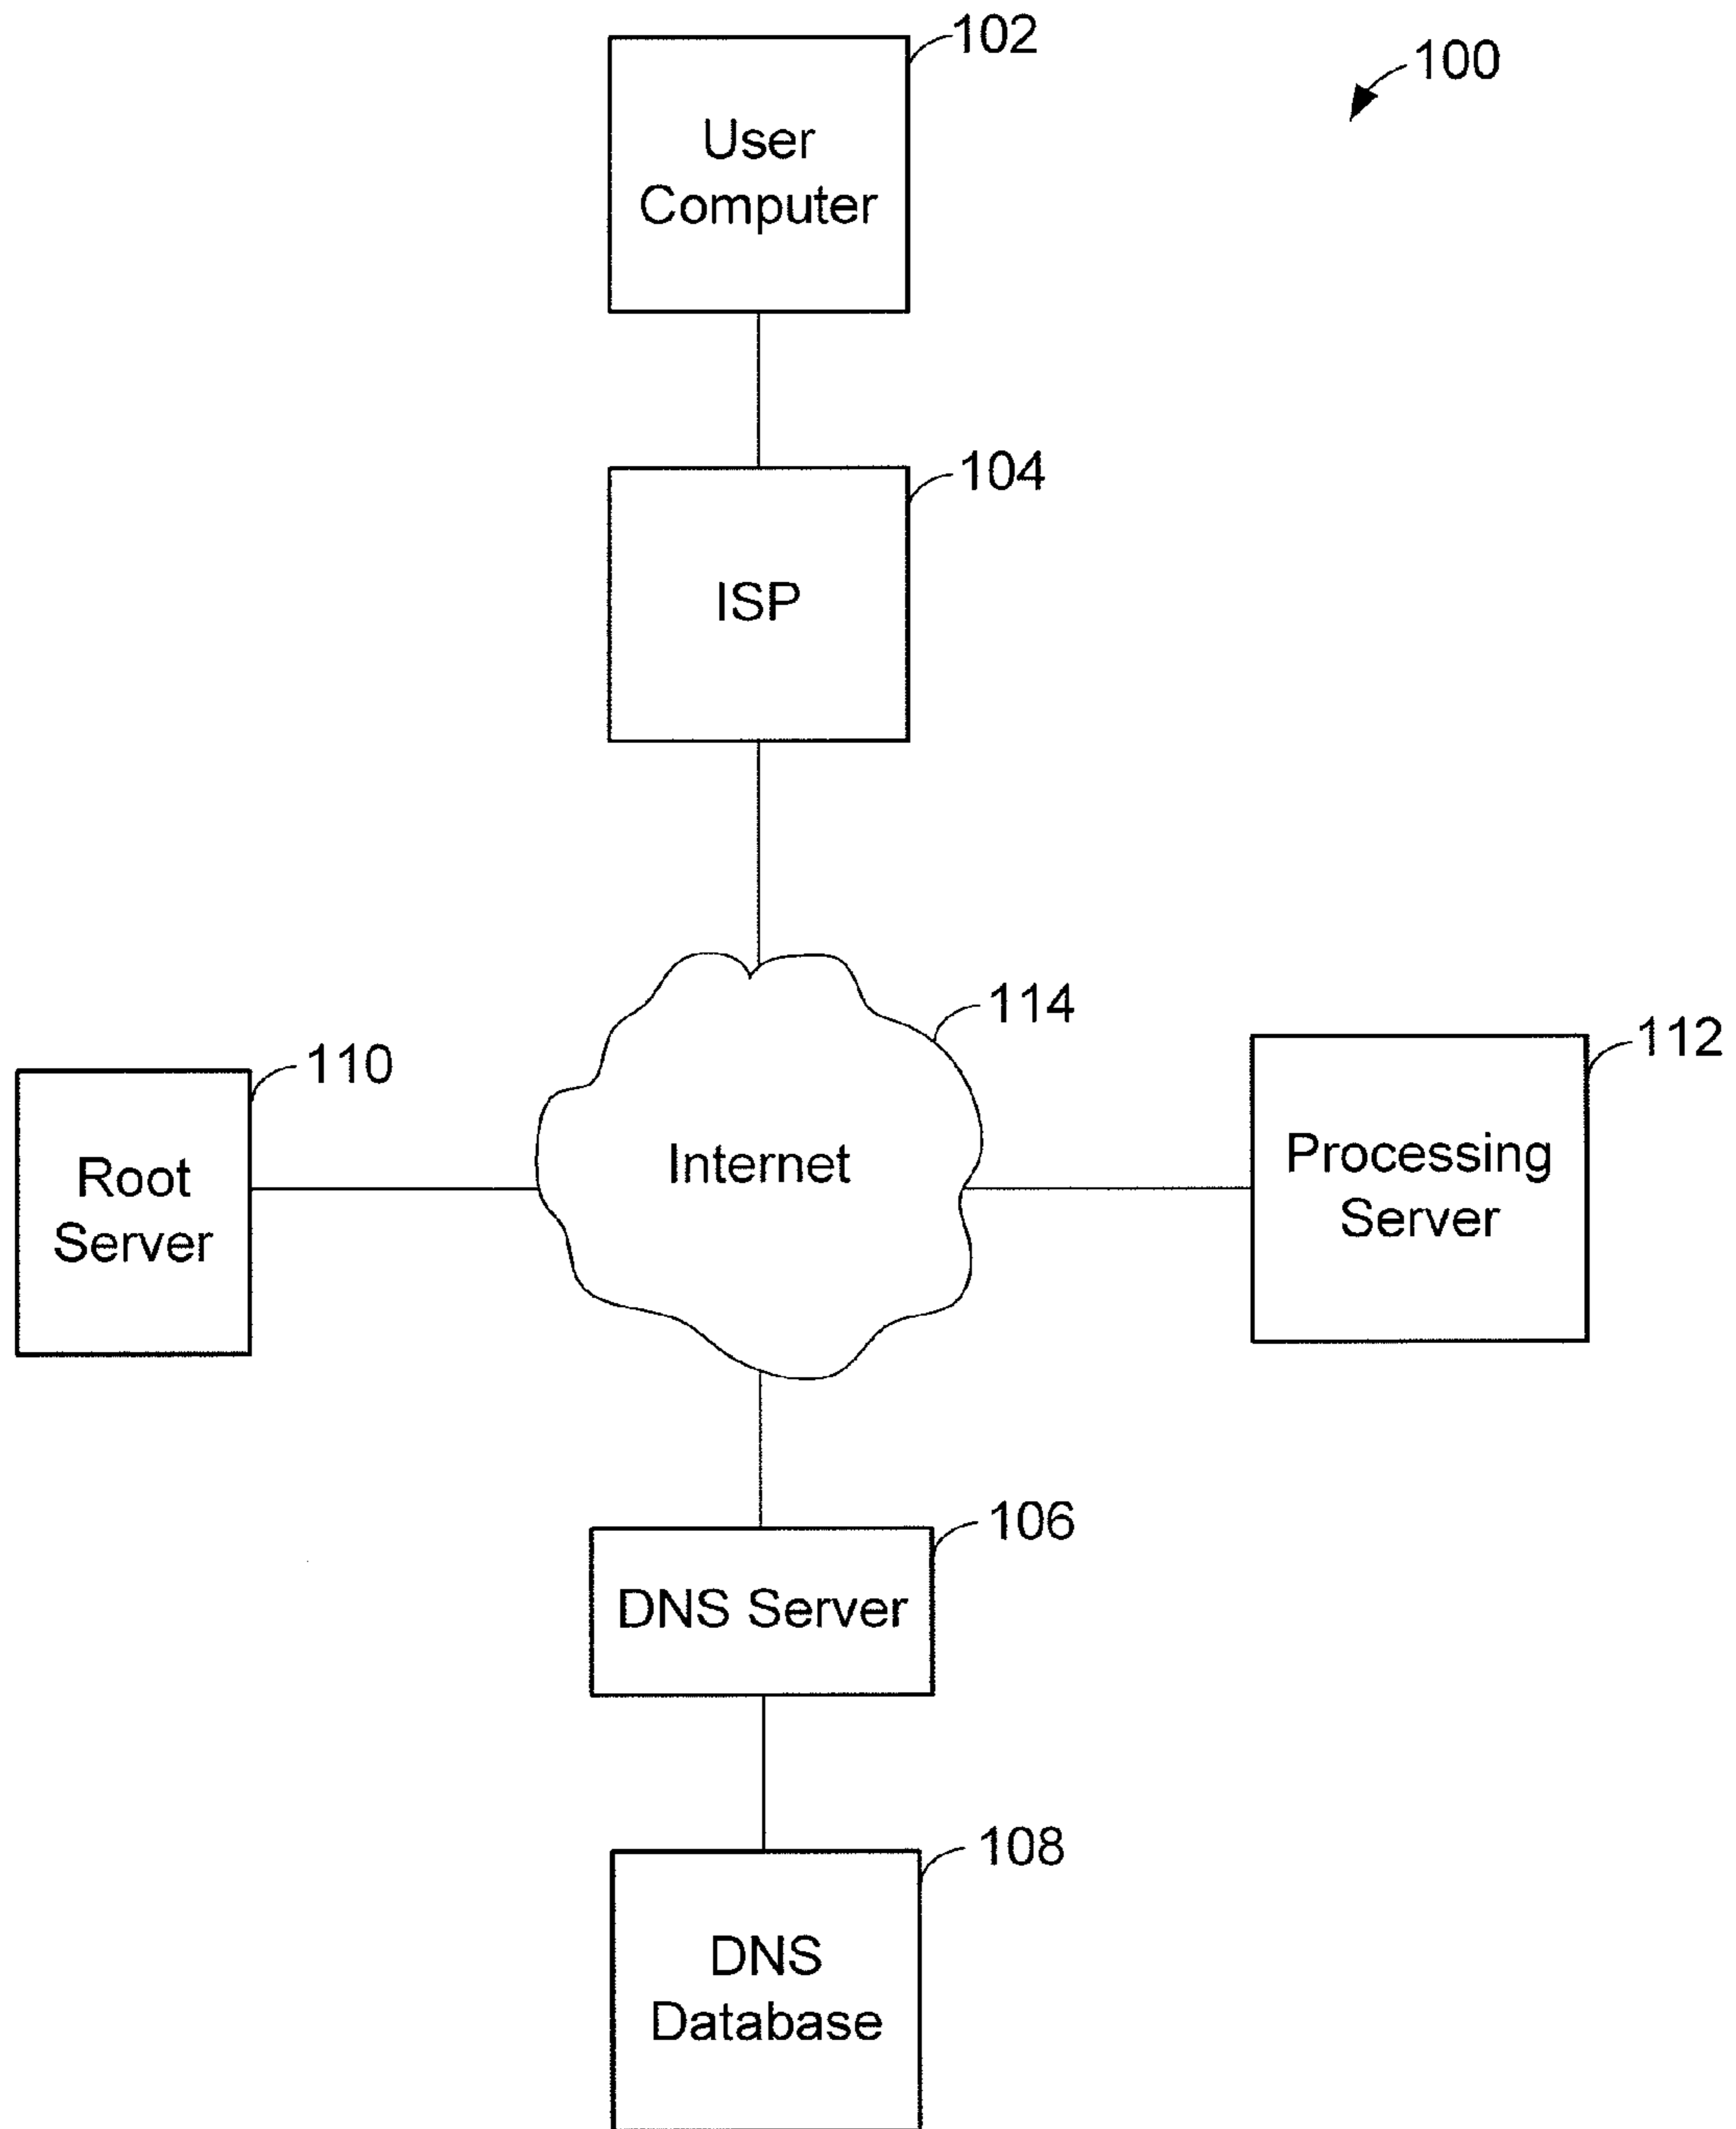 102
100
User
Computer
104
ISP
114
112
110
Internet
Processing
Server
Root
Server
106
DNS Server
108
DNS
Database